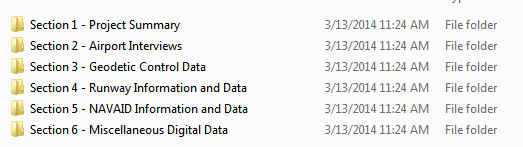 Section 1 - Project Summary 3/13/2014 11:24 AM File folder
Section 2 - Airport Interviews 3/13/2014 11:24 AM File folder
Section 3 - Geodetic Control Data 3/13/2014 11:24 AM File folder
Section 4 - Runway Information and Data 3/13/2014 11:24 AM File folder
Section 5 - NAVAID Information and Data 3/13/2014 11:24 AM File folder
Section 6 - Miscellaneous Digital Data 3/13/2014 11:24 AM File folder